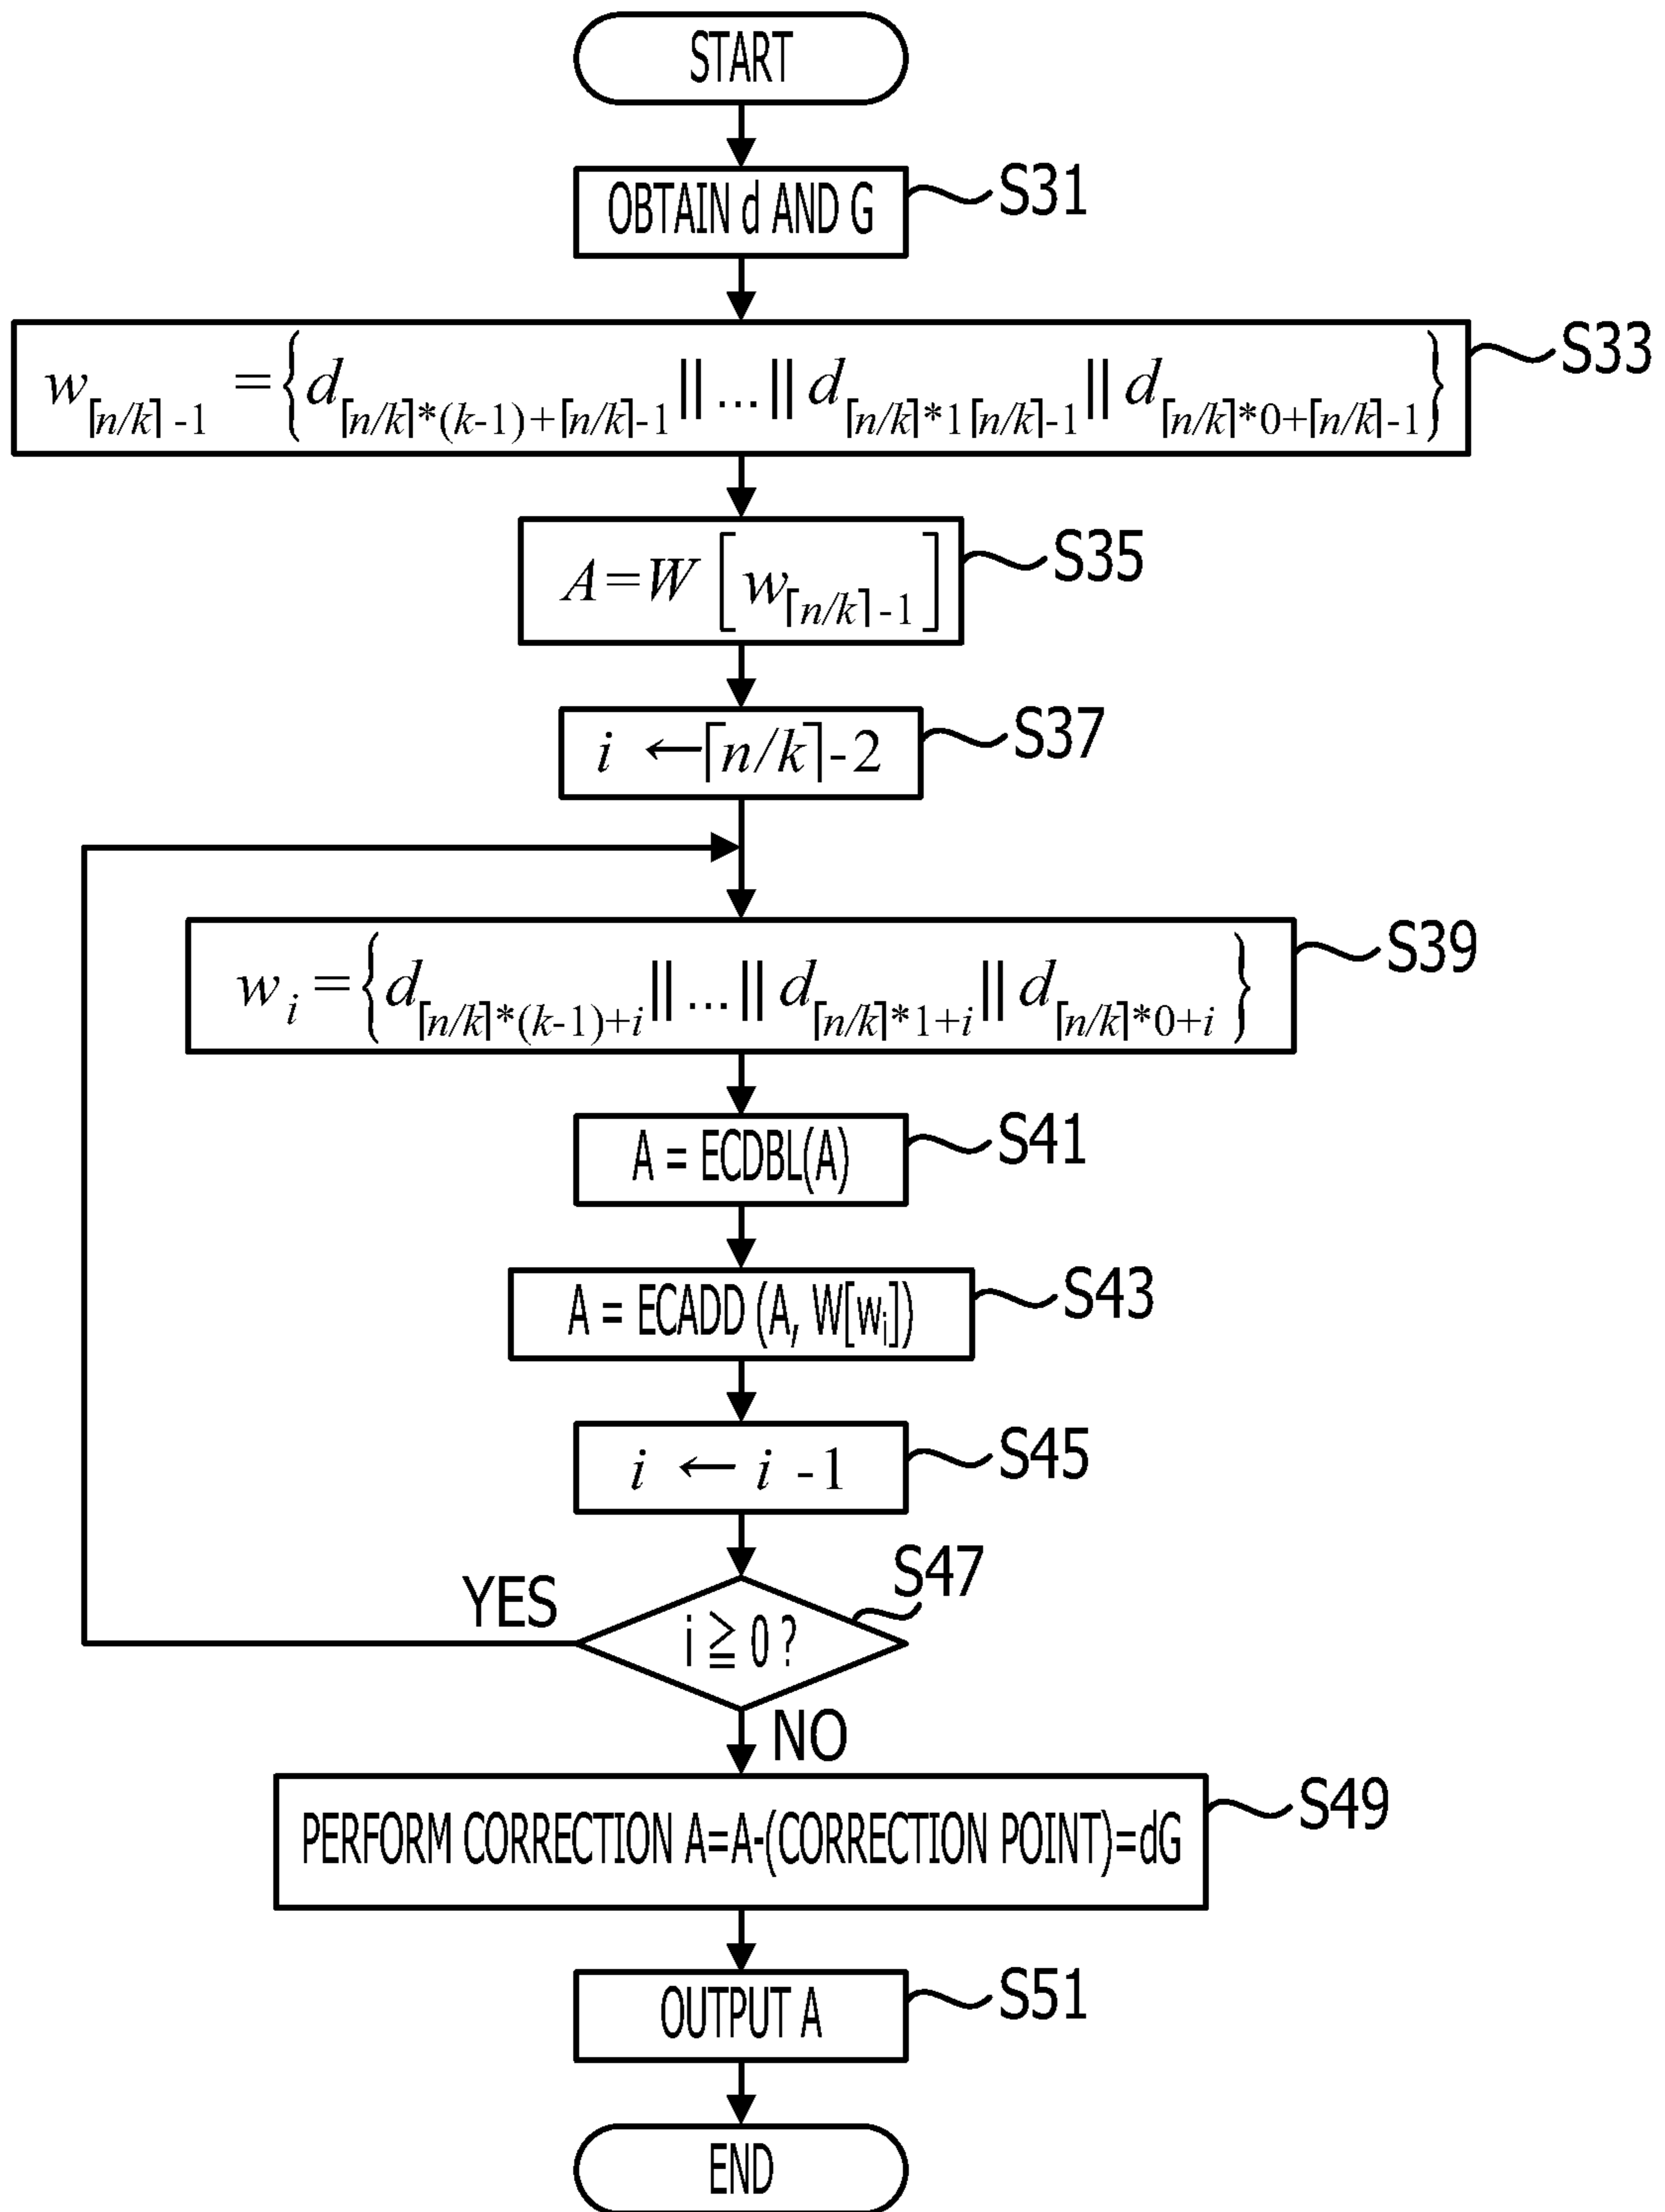 START
OBTAIN d AND G
S31
w⌈n/k⌉-1 = {d⌈n/k⌉*(k-1)+⌈n/k⌉-1 || ... || d⌈n/k⌉*1⌈n/k⌉-1 || d⌈n/k⌉*0+⌈n/k⌉-1}
S33
A=W [w⌈n/k⌉-1]
S35
i ←⌈n/k⌉-2
S37
wi = {d⌈n/k⌉*(k-1)+i || ... || d⌈n/k⌉*1+i || d⌈n/k⌉*0+i}
S39
A = ECDBL(A)
S41
A = ECADD (A, W[wi])
S43
i ← i -1
S45
S47
YES
i ≧ 0 ?
NO
PERFORM CORRECTION A=A-(CORRECTION POINT)=dG
S49
OUTPUT A
S51
END